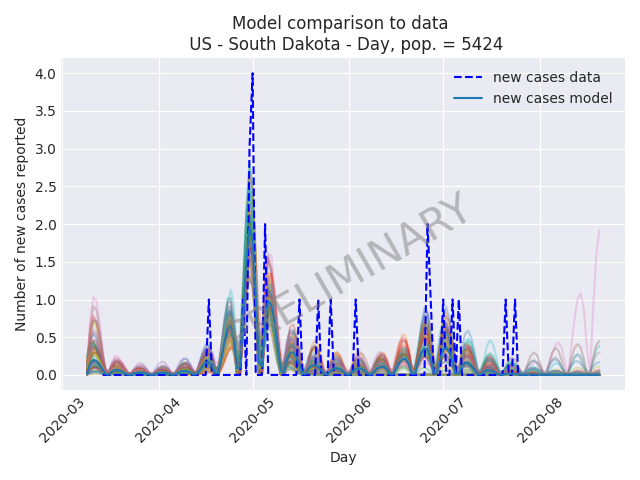 Model comparison to data
US - South Dakota - Day, pop. = 5424
new cases data
new cases model
Number of new cases reported
4.0
3.5
3.0
2.5
2.0
1.5
1.0
0.5
0.0
PRELIMINARY
2020-03
2020-04
2020-05
2020-06
2020-07
2020-08
Day